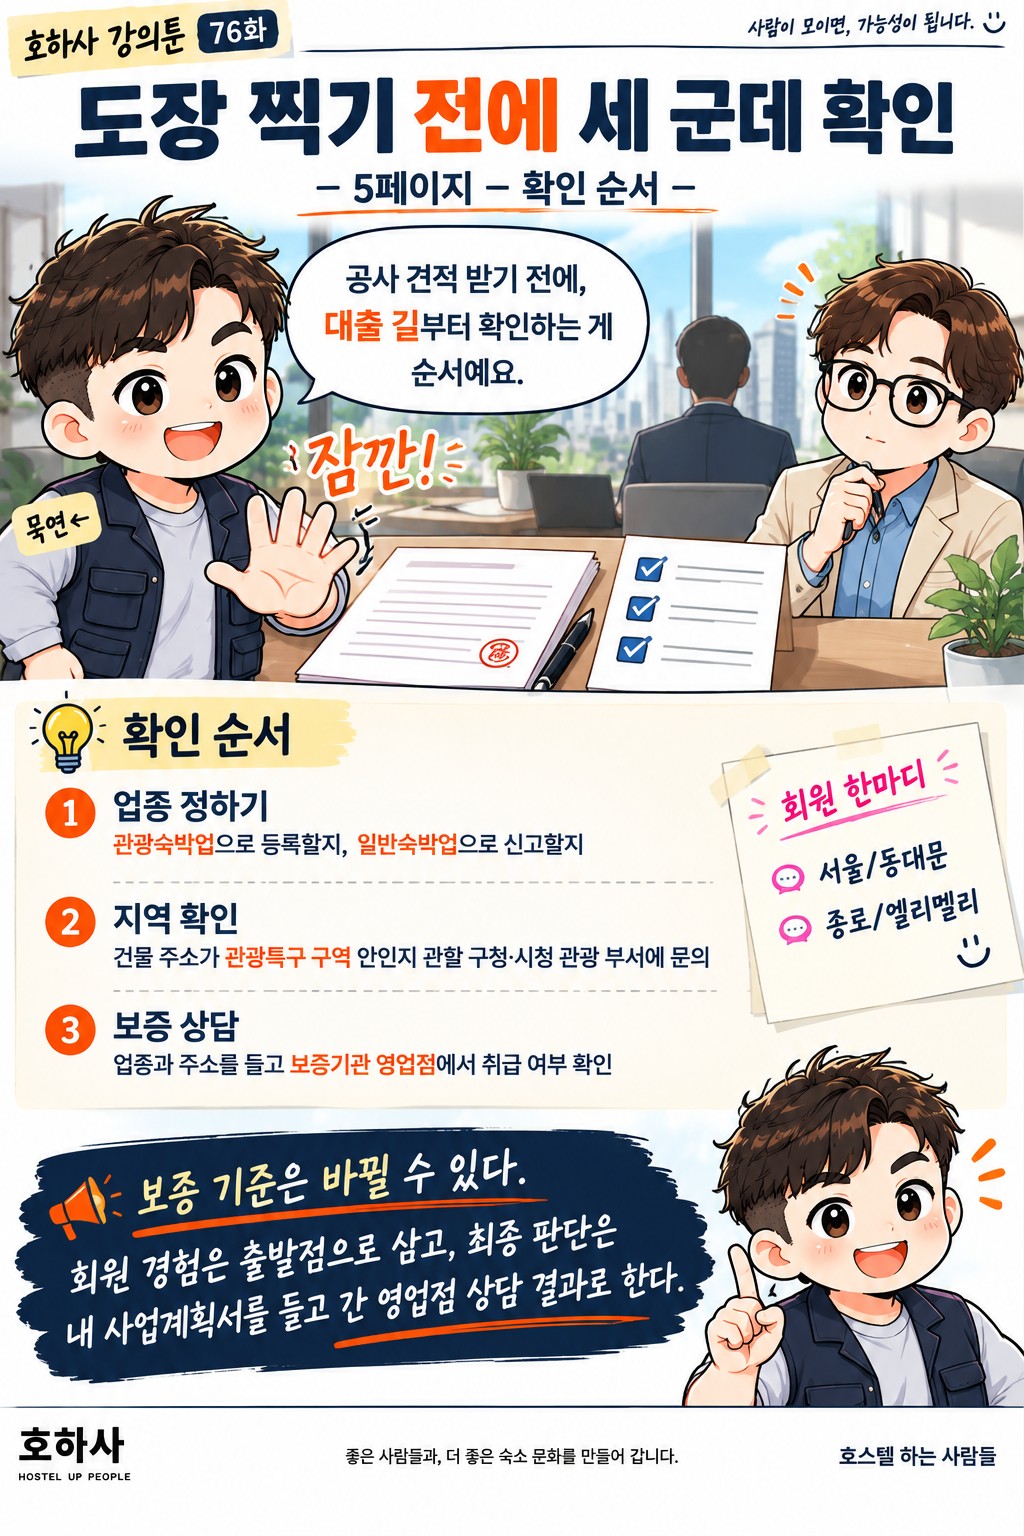 호하사 강의툰 76화
사람이 모이면, 가능성이 됩니다.
도장 찍기 전에 세 군데 확인
– 5페이지 – 확인 순서 –
공사 견적 받기 전에,
대출 길부터 확인하는 게
순서예요.
잠깐!
묵연←
확인 순서
1 업종 정하기
관광숙박업으로 등록할지, 일반숙박업으로 신고할지
2 지역 확인
건물 주소가 관광특구 구역 안인지 관할 구청·시청 관광 부서에 문의
3 보증 상담
업종과 주소를 들고 보증기관 영업점에서 취급 여부 확인
회원 한마디
서울/동대문
종로/엘리멜리
보증 기준은 바뀔 수 있다.
회원 경험은 출발점으로 삼고, 최종 판단은
내 사업계획서를 들고 간 영업점 상담 결과로 한다.
호하사
HOSTEL UP PEOPLE
좋은 사람들과, 더 좋은 숙소 문화를 만들어 갑니다.
호스텔 하는 사람들